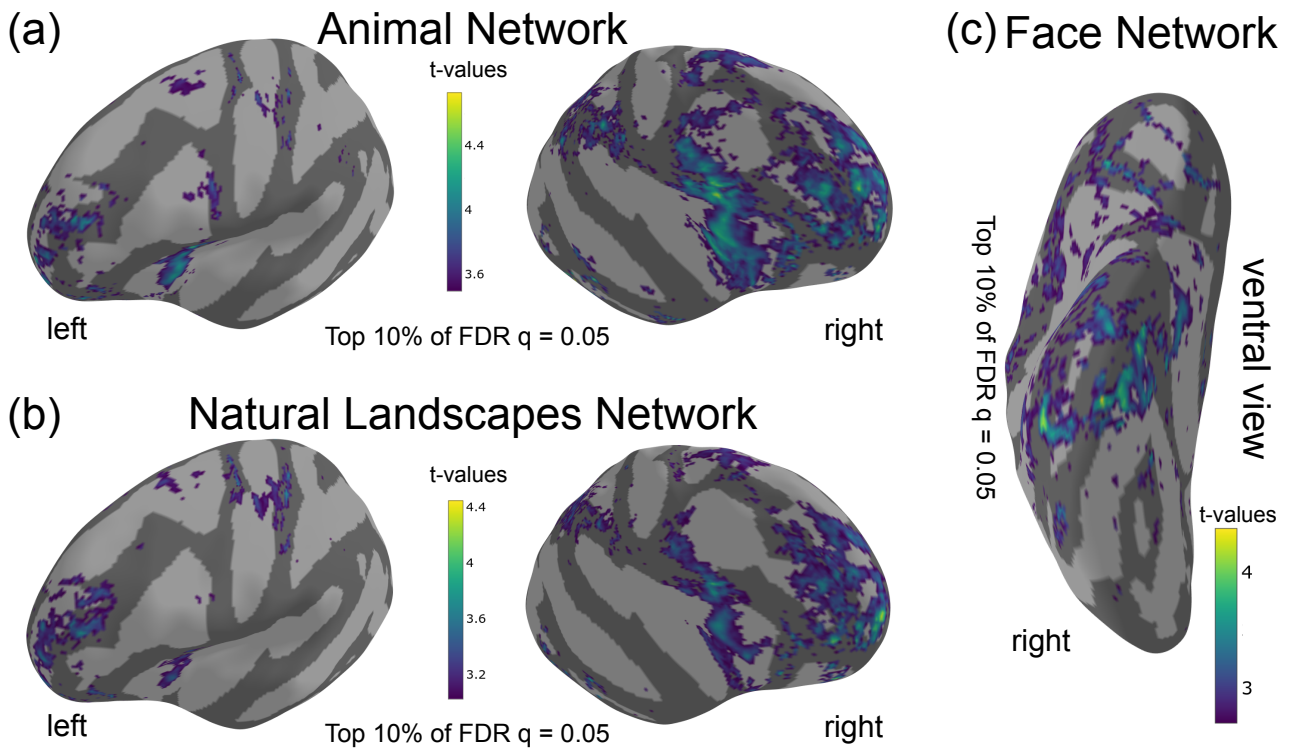 (a)
Animal Network
t-values
4.4
4
3.6
left
Top 10% of FDR q = 0.05
right
(b)
Natural Landscapes Network
t-values
4.4
4
3.6
3.2
left
Top 10% of FDR q = 0.05
right
(c) Face Network
Top 10% of FDR q = 0.05
ventral view
right
t-values
4
3